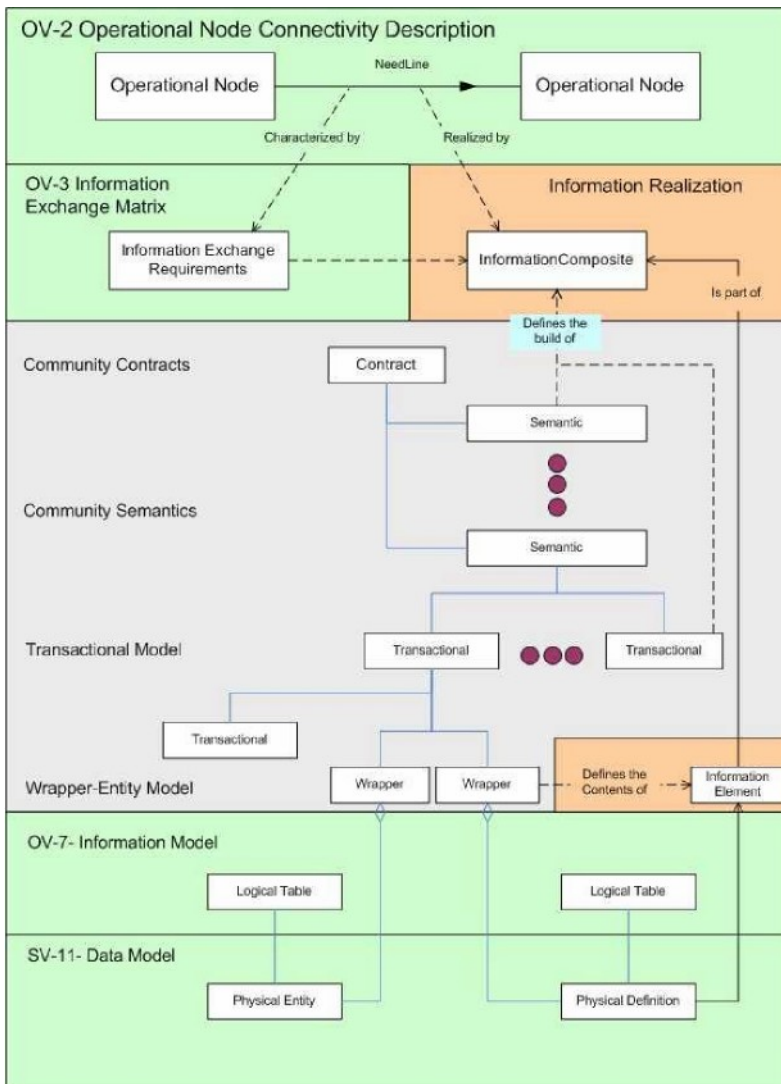 OV-2 Operational Node Connectivity Description
NeedLine
Operational Node
Operational Node
Characterized by
Realized by
OV-3 Information
Exchange Matrix
Information Realization
Information Exchange
Requirements
InformationComposite
Is part of
Defines the
build of
Community Contracts
Contract
Semantic
Community Semantics
Semantic
Transactional Model
Transactional
Transactional
Transactional
Wrapper-Entity Model
Wrapper
Wrapper
Defines the
Contents of
Information
Element
OV-7- Information Model
Logical Table
Logical Table
SV-11- Data Model
Physical Entity
Physical Definition